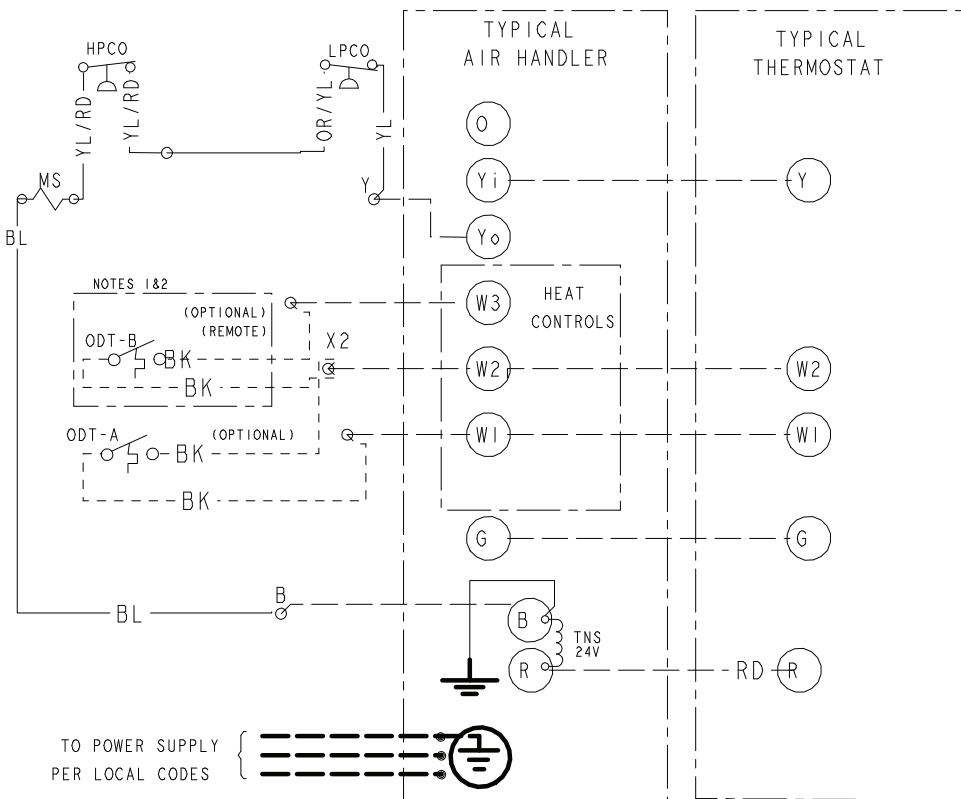 TYPICAL
AIR HANDLER
TYPICAL
THERMOSTAT
HPCO
LPCO
YL/RD
YL/RD
OR/YL
YL
O
MS
Y
Yi
Y
BL
Yo
NOTES 1&2
(OPTIONAL)
(REMOTE)
W3
HEAT
CONTROLS
ODT-B
BK
X2
BK
W2
W2
ODT-A
(OPTIONAL)
BK
W1
W1
BK
G
G
BL
B
B
TNS
24V
R
RD
R
TO POWER SUPPLY
PER LOCAL CODES